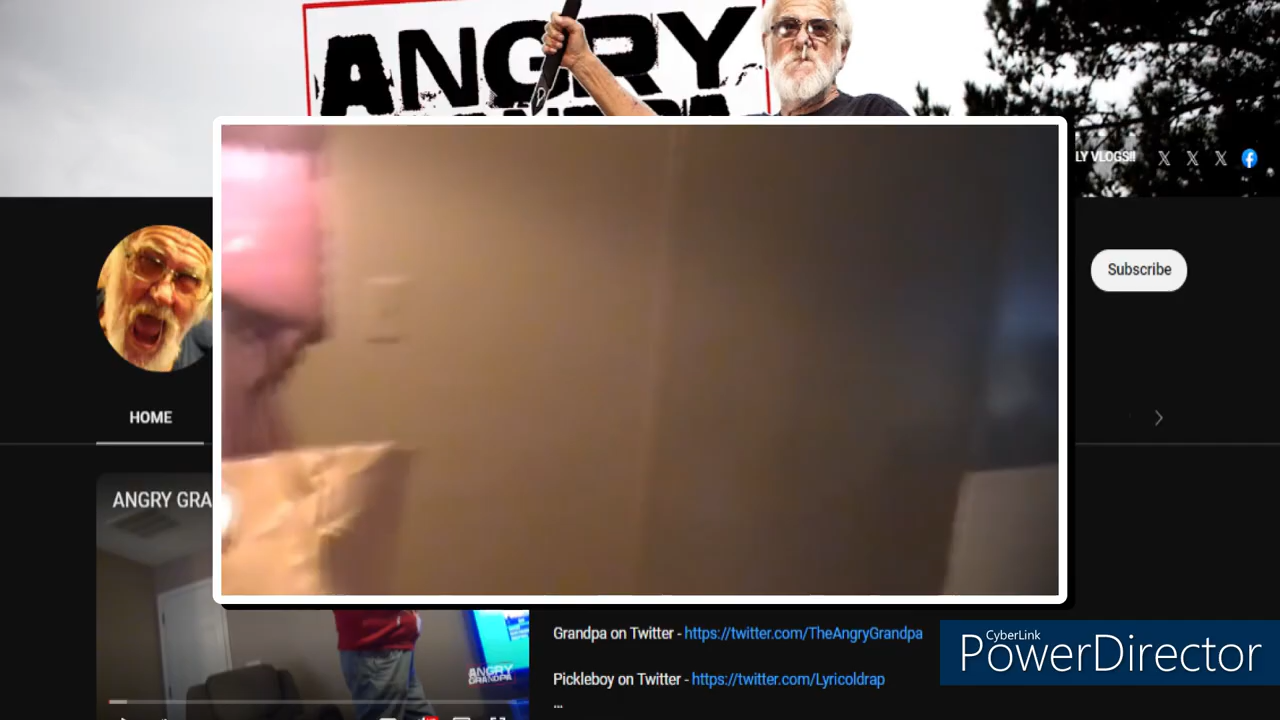 ANGRY
GRANDPA
LY VLOGS!!
Subscribe
HOME
ANGRY GRA
ANGRY
GRANDPA
Grandpa on Twitter - https://twitter.com/TheAngryGrandpa
Pickleboy on Twitter - https://twitter.com/Lyricoldrap
...
CyberLink
PowerDirector